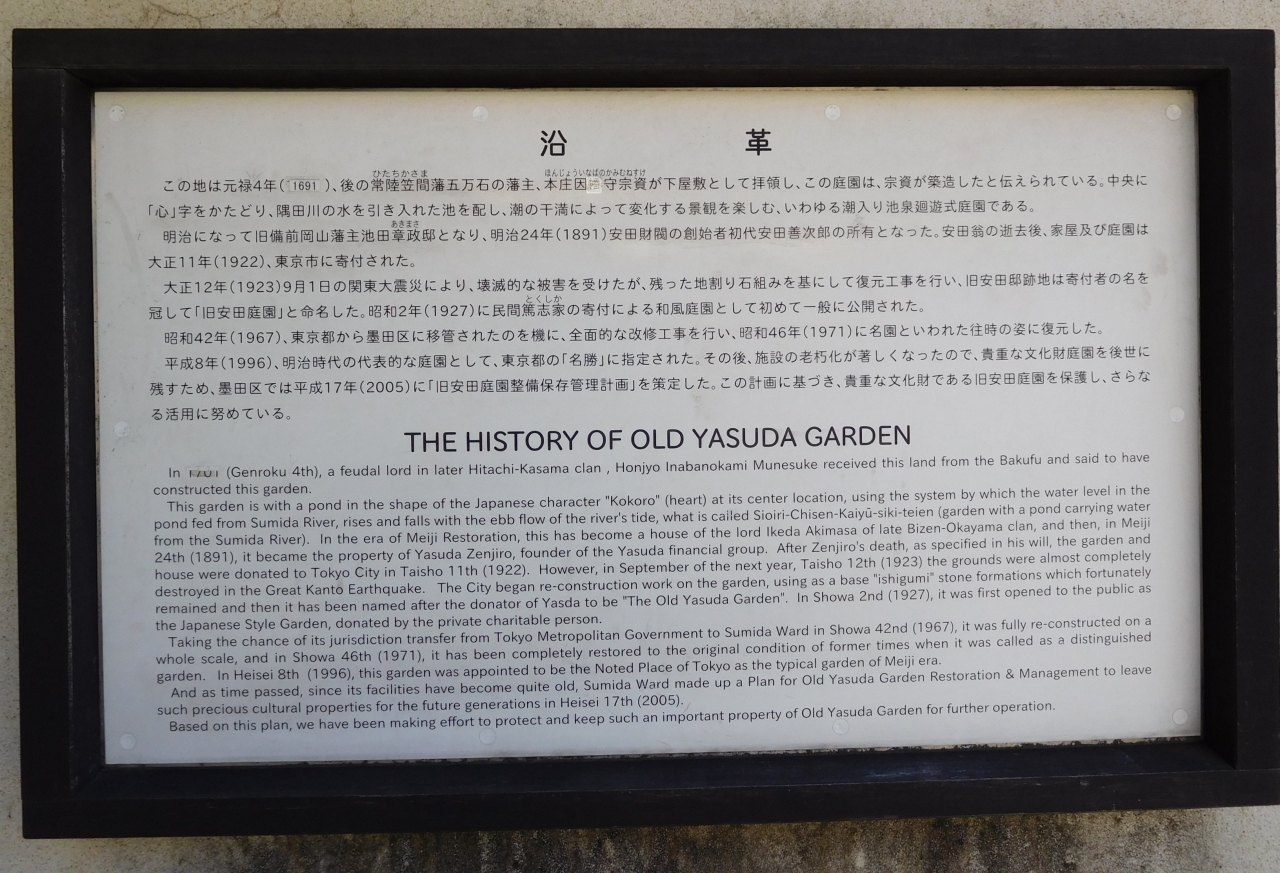 沿 革
この地は元禄4年(1691)、後の常陸笠間藩五万石の藩主、本庄因幡守宗資が下屋敷として拝領し、この庭園は、宗資が築造したと伝えられている。中央に
「心」字をかたどり、隅田川の水を引き入れた池を配し、潮の干満によって変化する景観を楽しむ、いわゆる潮入り池泉廻遊式庭園である。
明治になって旧備前岡山藩主池田章政邸となり、明治24年(1891)安田財閥の創始者初代安田善次郎の所有となった。安田翁の逝去後、家屋及び庭園は
大正11年(1922)、東京市に寄付された。
大正12年(1923)9月1日の関東大震災により、壊滅的な被害を受けたが、残った地割り石組みを基にして復元工事を行い、旧安田邸跡地は寄付者の名を
冠して「旧安田庭園」と命名した。昭和2年(1927)に民間篤志家の寄付による和風庭園として初めて一般に公開された。
昭和42年(1967)、東京都から墨田区に移管されたのを機に、全面的な改修工事を行い、昭和46年(1971)に名園といわれた往時の姿に復元した。
平成8年(1996)、明治時代の代表的な庭園として、東京都の「名勝」に指定された。その後、施設の老朽化が著しくなったので、貴重な文化財庭園を後世に
残すため、墨田区では平成17年(2005)に「旧安田庭園整備保存管理計画」を策定した。この計画に基づき、貴重な文化財である旧安田庭園を保護し、さらな
る活用に努めている。
THE HISTORY OF OLD YASUDA GARDEN
In (Genroku 4th), a feudal lord in later Hitachi-Kasama clan , Honjyo Inabanokami Munesuke received this land from the Bakufu and said to have
constructed this garden.
This garden is with a pond in the shape of the Japanese character "Kokoro" (heart) at its center location, using the system by which the water level in the
pond fed from Sumida River, rises and falls with the ebb flow of the river's tide, what is called Sioiri-Chisen-Kaiyū-siki-teien (garden with a pond carrying water
from the Sumida River). In the era of Meiji Restoration, this has become a house of the lord Ikeda Akimasa of late Bizen-Okayama clan, and then, in Meiji
24th (1891), it became the property of Yasuda Zenjiro, founder of the Yasuda financial group. After Zenjiro's death, as specified in his will, the garden and
house were donated to Tokyo City in Taisho 11th (1922). However, in September of the next year, Taisho 12th (1923) the grounds were almost completely
destroyed in the Great Kanto Earthquake. The City began re-construction work on the garden, using as a base "ishigumi" stone formations which fortunately
remained and then it has been named after the donator of Yasda to be "The Old Yasuda Garden". In Showa 2nd (1927), it was first opened to the public as
the Japanese Style Garden, donated by the private charitable person.
Taking the chance of its jurisdiction transfer from Tokyo Metropolitan Government to Sumida Ward in Showa 42nd (1967), it was fully re-constructed on a
whole scale, and in Showa 46th (1971), it has been completely restored to the original condition of former times when it was called as a distinguished
garden. In Heisei 8th (1996), this garden was appointed to be the Noted Place of Tokyo as the typical garden of Meiji era.
And as time passed, since its facilities have become quite old, Sumida Ward made up a Plan for Old Yasuda Garden Restoration & Management to leave
such precious cultural properties for the future generations in Heisei 17th (2005).
Based on this plan, we have been making effort to protect and keep such an important property of Old Yasuda Garden for further operation.